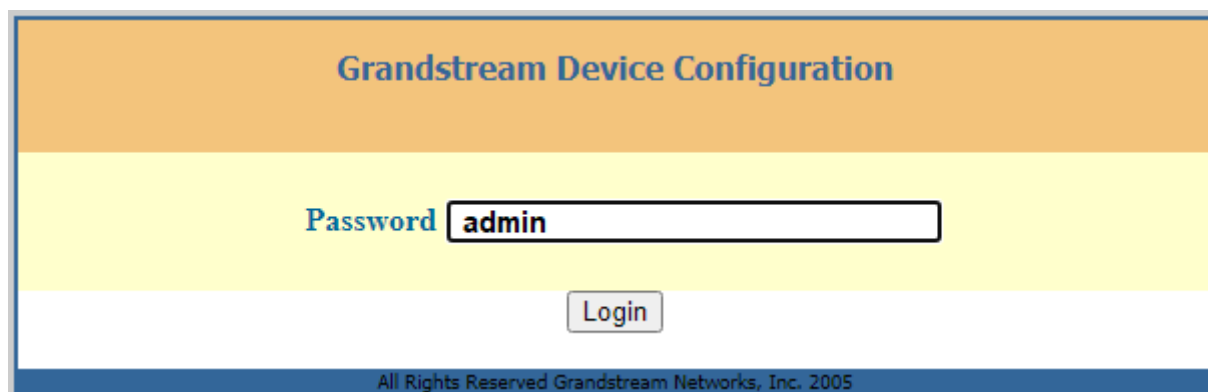 Grandstream Device Configuration
Password admin
Login
All Rights Reserved Grandstream Networks, Inc. 2005